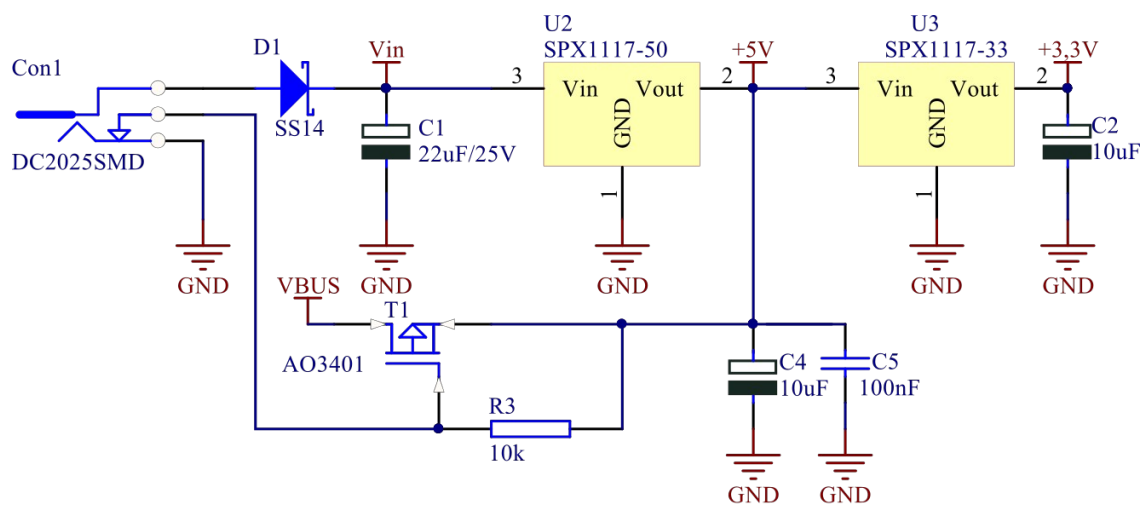 Con1
DC2025SMD
GND
D1
SS14
Vin
C1
22uF/25V
GND
U2
SPX1117-50
3
Vin
Vout
GND
2
1
GND
+5V
U3
SPX1117-33
3
Vin
Vout
GND
2
1
GND
+3,3V
C2
10uF
GND
VBUS
T1
AO3401
R3
10k
C4
10uF
GND
C5
100nF
GND